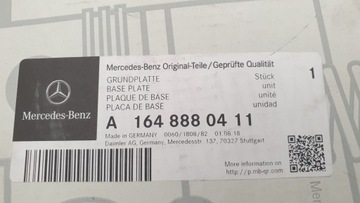 Mercedes-Benz Original-Teile/Geprüfte Qualität
GRUNDPLATTE Stück 1
BASE PLATE unit
PLAQUE DE BASE unité
PLACA DE BASE unidad
Mercedes-Benz
A 164 888 04 11
Made in GERMANY 0060/1808/82 01.08.18
Daimler AG, Germany, Mercedesstr. 137, 70327 Stuttgart
More information on
http://p.mb-qr.com